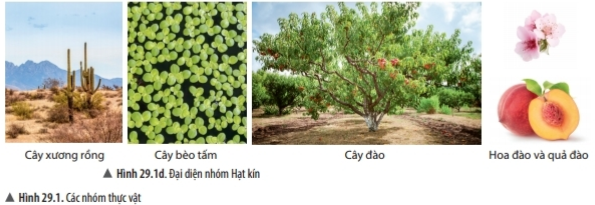 Cây xương rồng
Cây bèo tấm
Cây đào
Hoa đào và quả đào
▲ Hình 29.1d. Đại diện nhóm Hạt kín
▲ Hình 29.1. Các nhóm thực vật